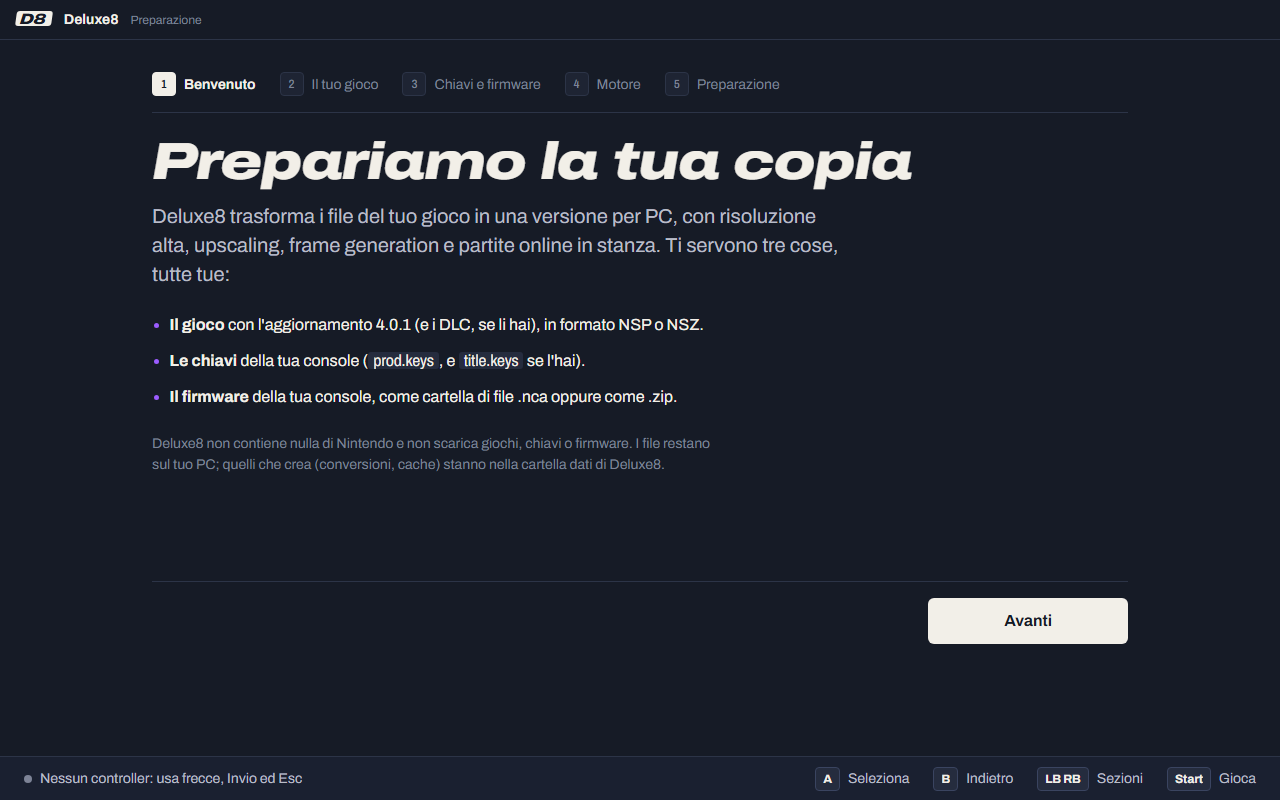 D8 Deluxe8 Preparazione
1 Benvenuto 2 Il tuo gioco 3 Chiavi e firmware 4 Motore 5 Preparazione
Prepariamo la tua copia
Deluxe8 trasforma i file del tuo gioco in una versione per PC, con risoluzione
alta, upscaling, frame generation e partite online in stanza. Ti servono tre cose,
tutte tue:
• Il gioco con l'aggiornamento 4.0.1 (e i DLC, se li hai), in formato NSP o NSZ.
• Le chiavi della tua console ( prod.keys , e title.keys se l'hai).
• Il firmware della tua console, come cartella di file .nca oppure come .zip.
Deluxe8 non contiene nulla di Nintendo e non scarica giochi, chiavi o firmware. I file restano
sul tuo PC; quelli che crea (conversioni, cache) stanno nella cartella dati di Deluxe8.
Avanti
Nessun controller: usa frecce, Invio ed Esc A Seleziona B Indietro LB RB Sezioni Start Gioca